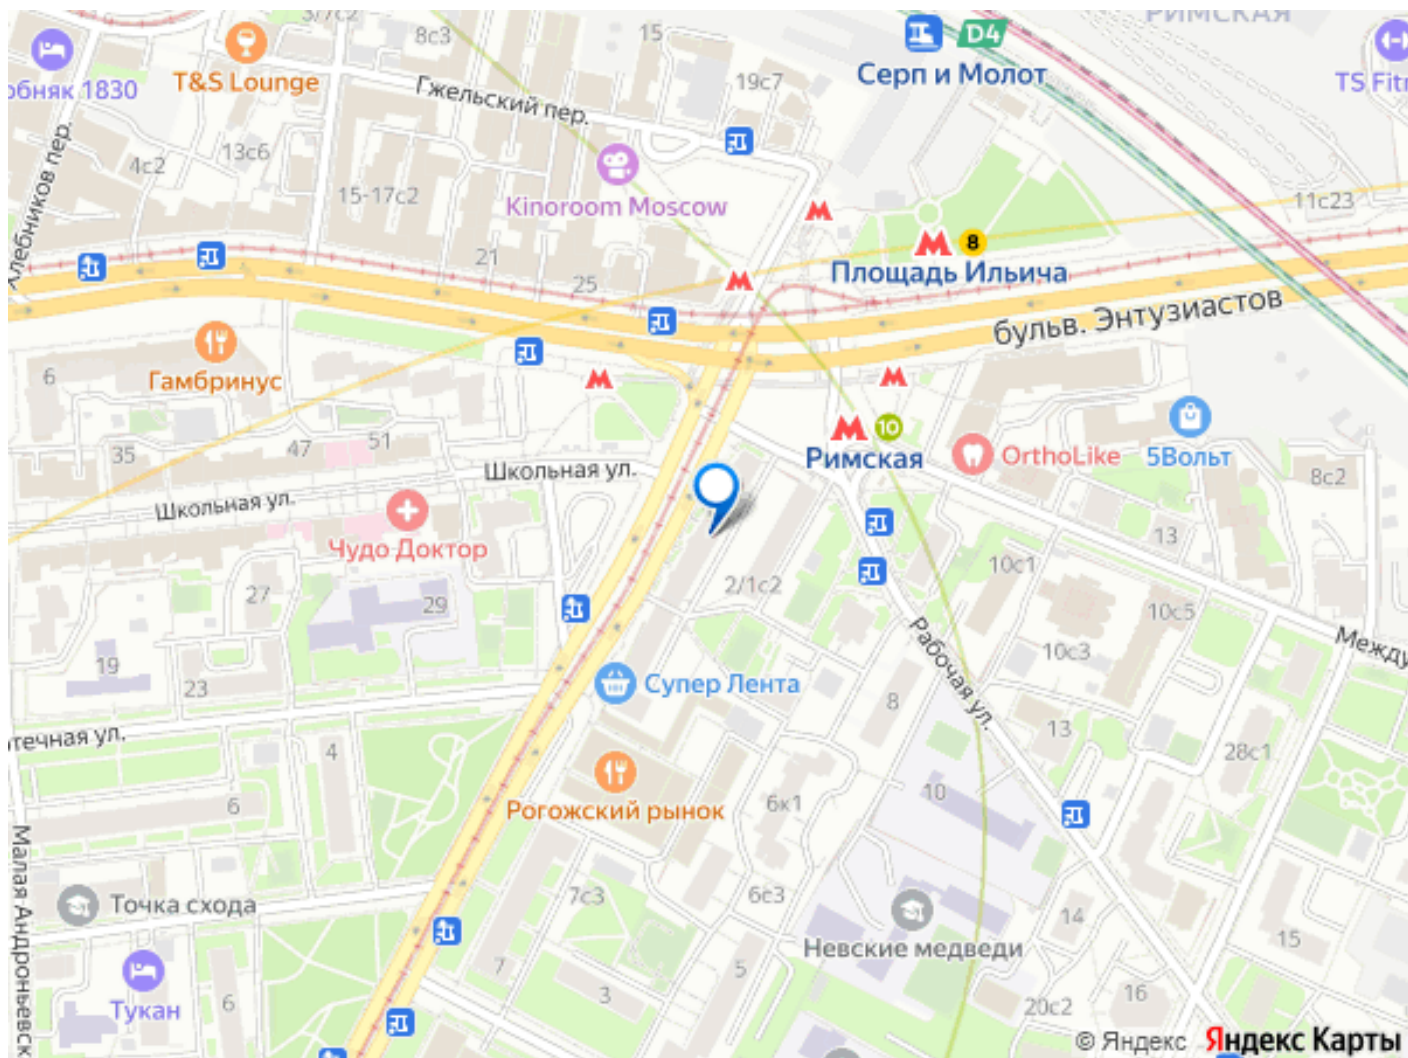 3/7с2
8с3
15
РИМСКАЯ
D4
T&S Lounge
19с7
Серп и Молот
TS Fitn
обняк 1830
Гжельский пер.
Хлебников пер.
4с2
13с6
15-17с2
Kinoroom Moscow
11с23
8
Площадь Ильича
21
25
бульв. Энтузиастов
6
Гамбринус
10
35
47
51
Школьная ул.
Римская
OrthoLike
5Вольт
8с2
Школьная ул.
Чудо Доктор
13
10с1
27
29
2/1с2
10с5
Рабочая ул.
Между
19
23
Супер Лента
10с3
8
13
течная ул.
4
28с1
6
Рогожский рынок
6к1
10
Малая Андроньевск
Точка схода
7с3
6с3
14
Невские медведи
15
7
5
3
Тукан
6
20с2
16
© Яндекс Яндекс Карты